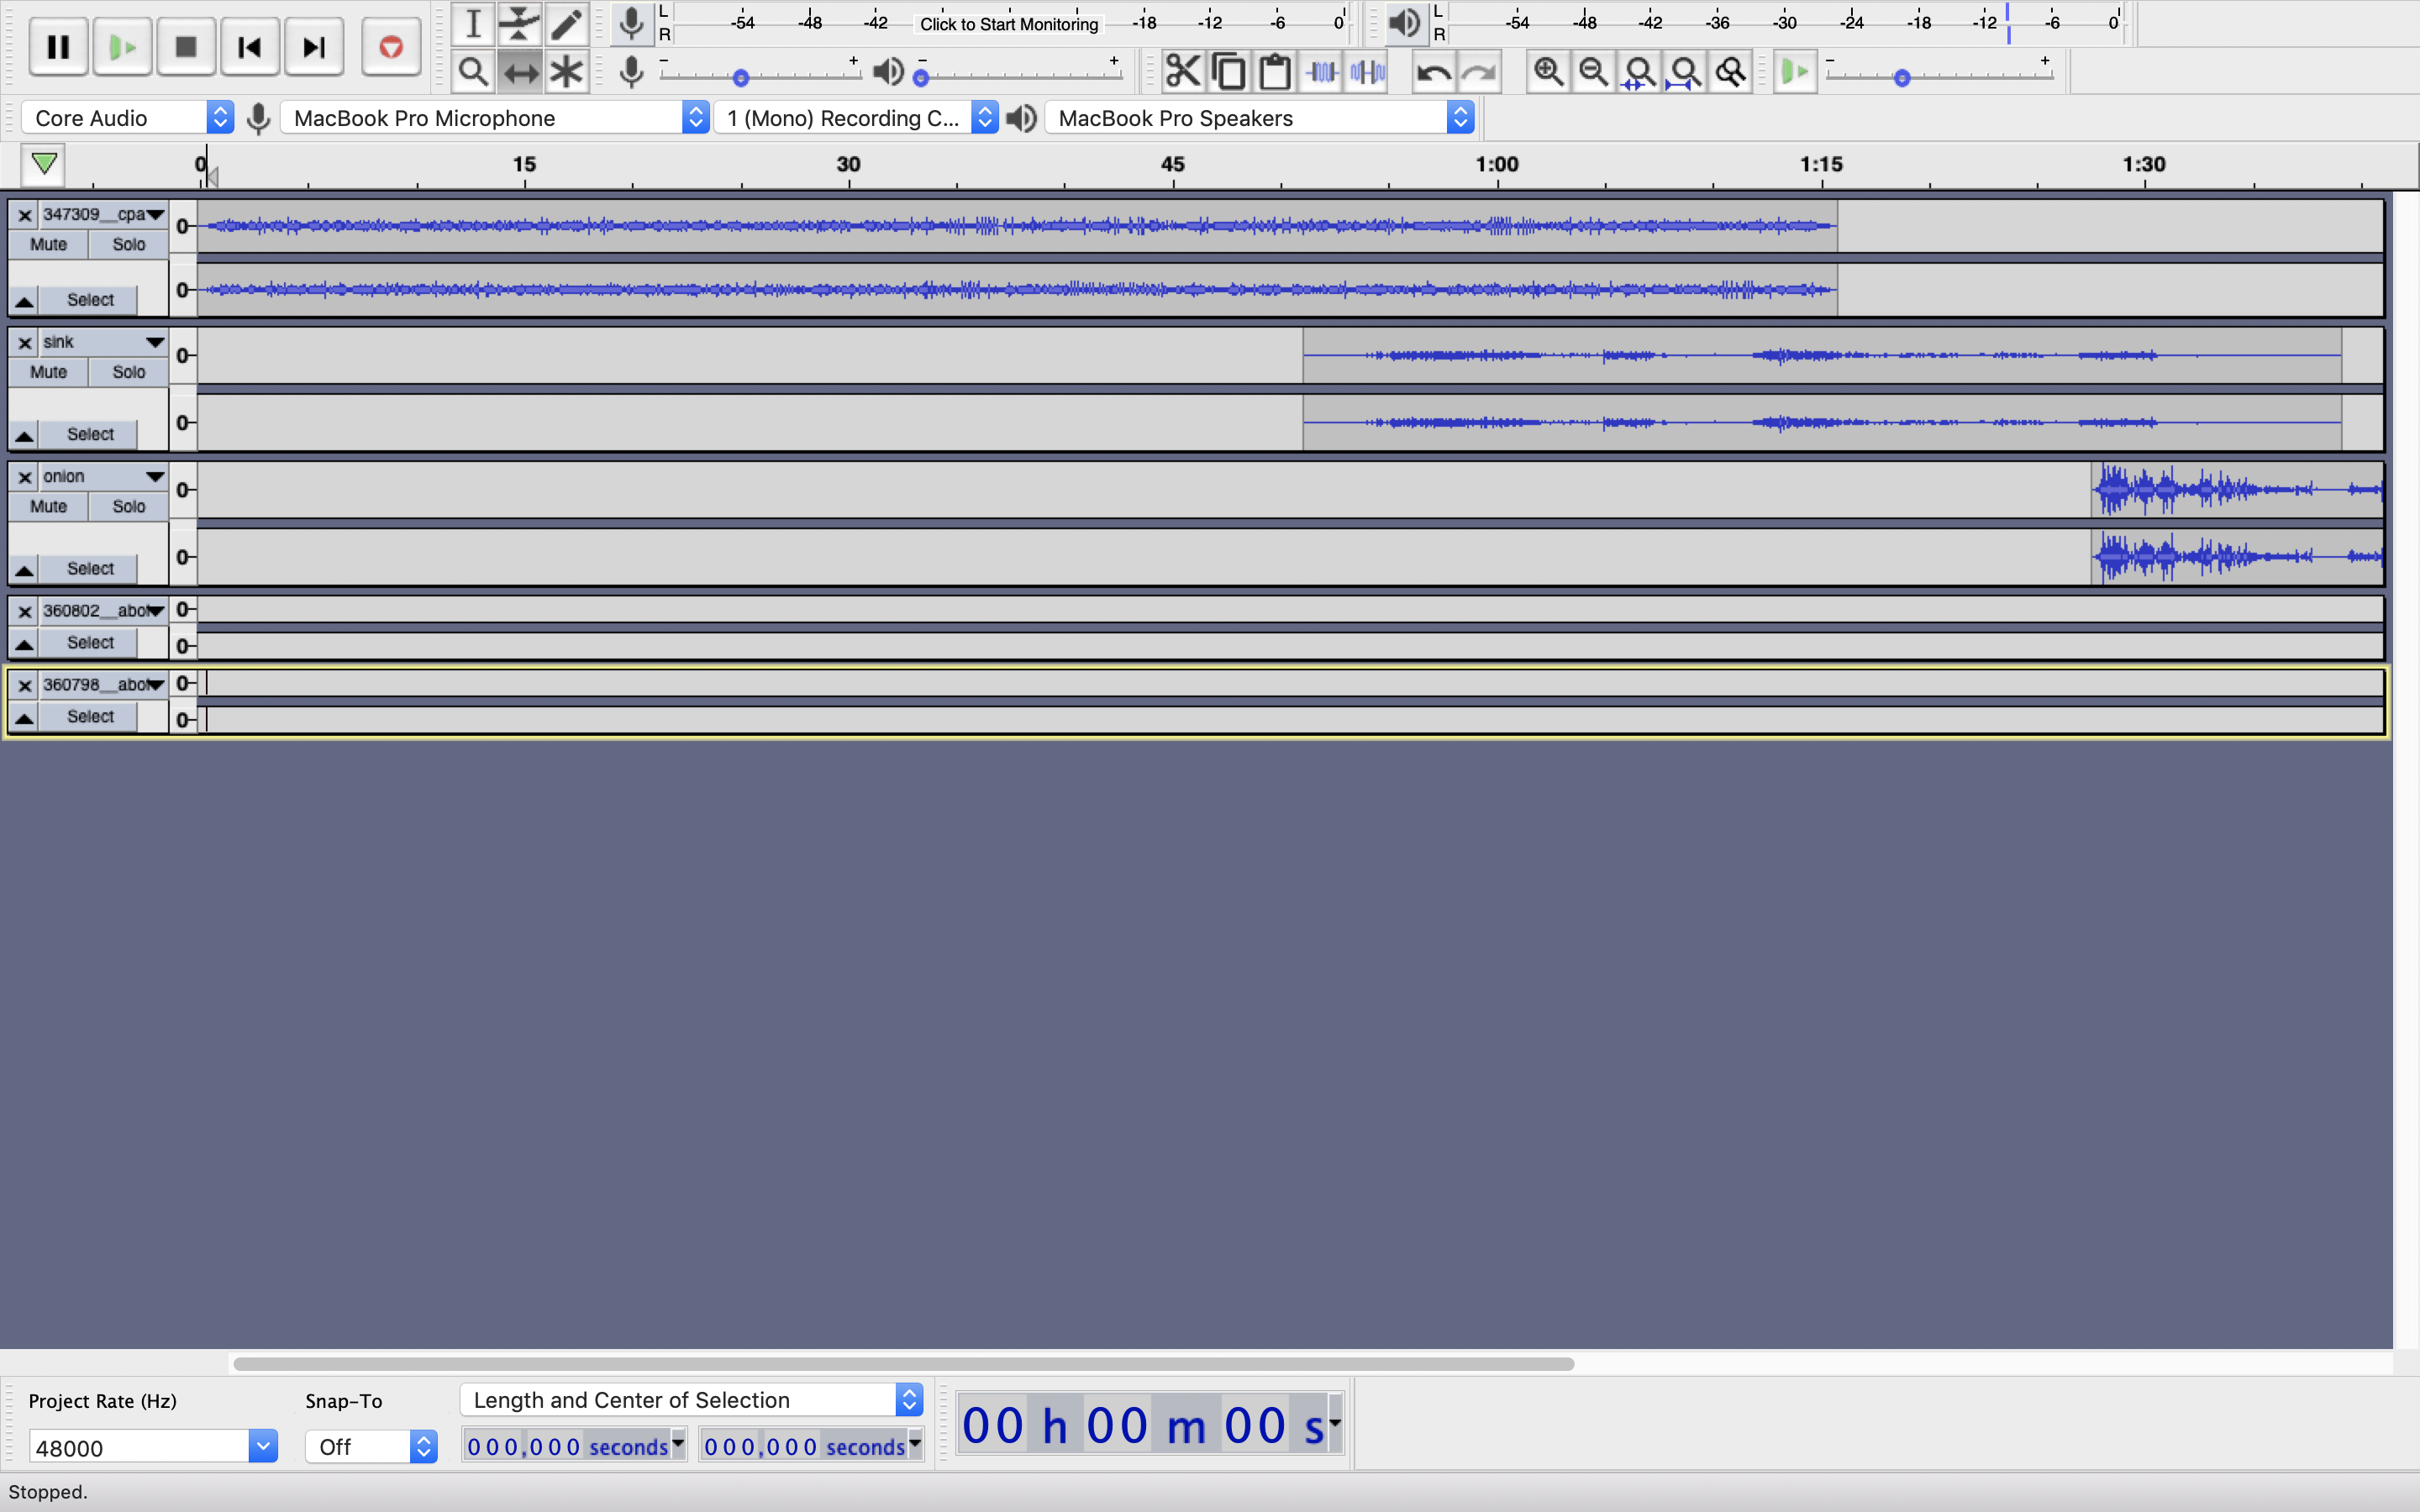 L
R
-54 -48 -42 Click to Start Monitoring -18 -12 -6 0
L
R
-54 -48 -42 -36 -30 -24 -18 -12 -6 0
- + - + - +
Core Audio MacBook Pro Microphone 1 (Mono) Recording C... MacBook Pro Speakers
0 15 30 45 1:00 1:15 1:30
347309__cpa 0
Mute Solo
Select 0
sink 0
Mute Solo
Select 0
onion 0
Mute Solo
Select 0
360802__abo 0
Select 0
360798__abo 0
Select 0
Project Rate (Hz) Snap-To Length and Center of Selection
48000 Off 000,000 seconds 000,000 seconds 00 h 00 m 00 s
Stopped.